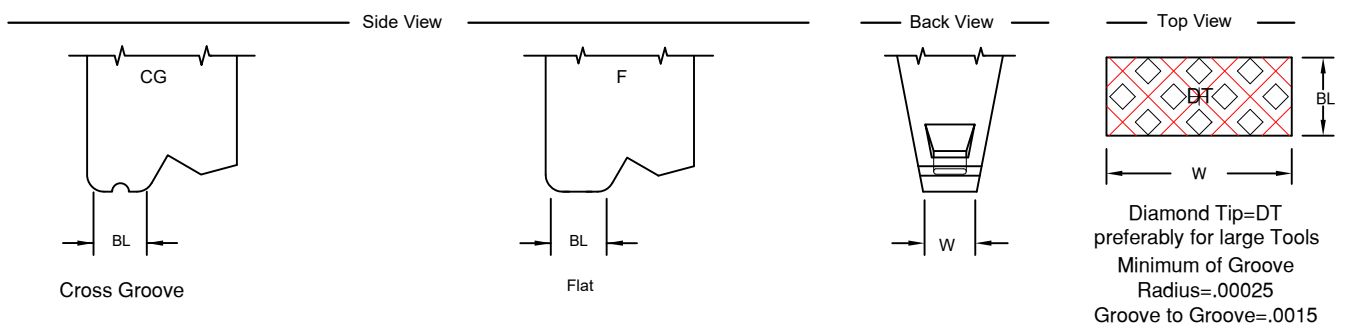 Side View
Back View
Top View
CG
F
DT
BL
W
BL
BL
W
Cross Groove
Flat
Diamond Tip=DT
preferably for large Tools
Minimum of Groove
Radius=.00025
Groove to Groove=.0015